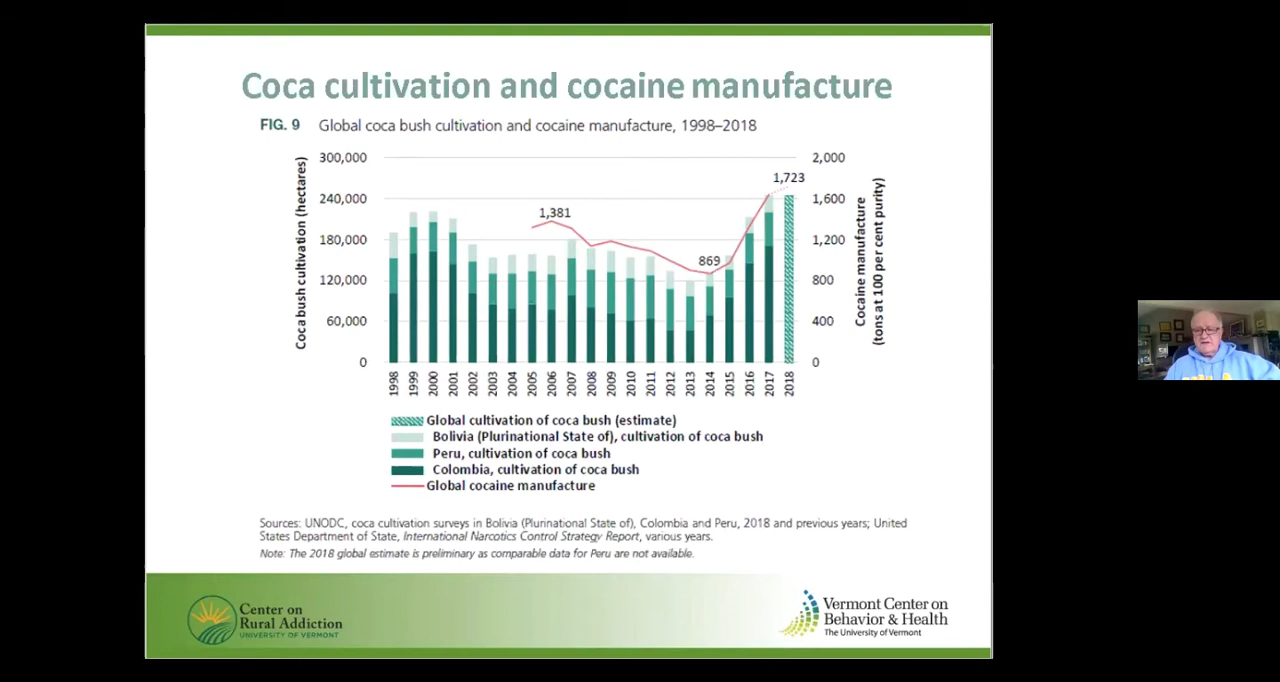 Coca cultivation and cocaine manufacture
FIG. 9 Global coca bush cultivation and cocaine manufacture, 1998–2018
Coca bush cultivation (hectares)
300,000
240,000
180,000
120,000
60,000
0
1,381
869
1,723
2,000
1,600
1,200
800
400
0
Cocaine manufacture
(tons at 100 per cent purity)
1998 1999 2000 2001 2002 2003 2004 2005 2006 2007 2008 2009 2010 2011 2012 2013 2014 2015 2016 2017 2018
Global cultivation of coca bush (estimate)
Bolivia (Plurinational State of), cultivation of coca bush
Peru, cultivation of coca bush
Colombia, cultivation of coca bush
Global cocaine manufacture
Sources: UNODC, coca cultivation surveys in Bolivia (Plurinational State of), Colombia and Peru, 2018 and previous years; United
States Department of State, International Narcotics Control Strategy Report, various years.
Note: The 2018 global estimate is preliminary as comparable data for Peru are not available.
Center on
Rural Addiction
UNIVERSITY OF VERMONT
Vermont Center on
Behavior & Health
The University of Vermont